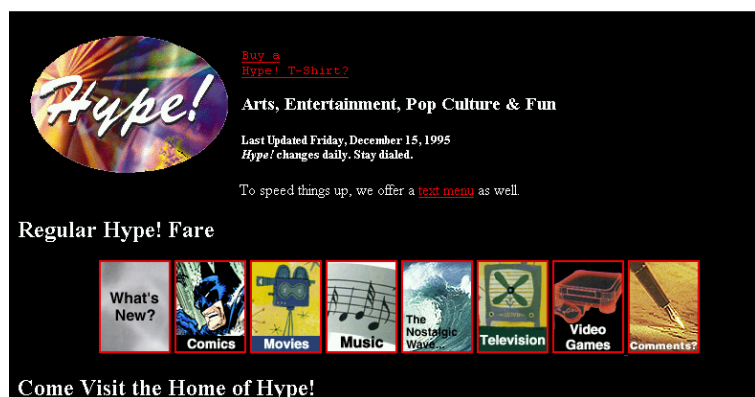 Hype!
Buy a
Hype! T-Shirt?
Arts, Entertainment, Pop Culture & Fun
Last Updated Friday, December 15, 1995
Hype! changes daily. Stay dialed.
To speed things up, we offer a text menu as well.
Regular Hype! Fare
What's
New?
Comics
Movies
Music
The
Nostalgic
Wave...
Television
Video
Games
Comments?
Come Visit the Home of Hype!